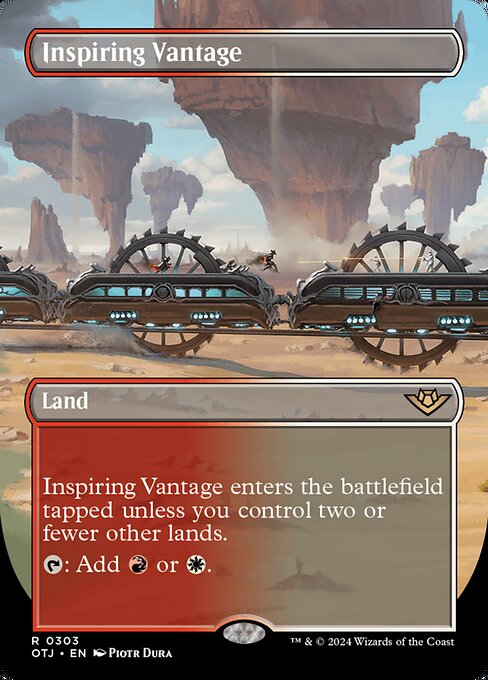 Inspiring Vantage
Land
Inspiring Vantage enters the battlefield
tapped unless you control two or
fewer other lands.
: Add or .
R 0303
OTJ • EN Piotr Dura
™ & © 2024 Wizards of the Coast